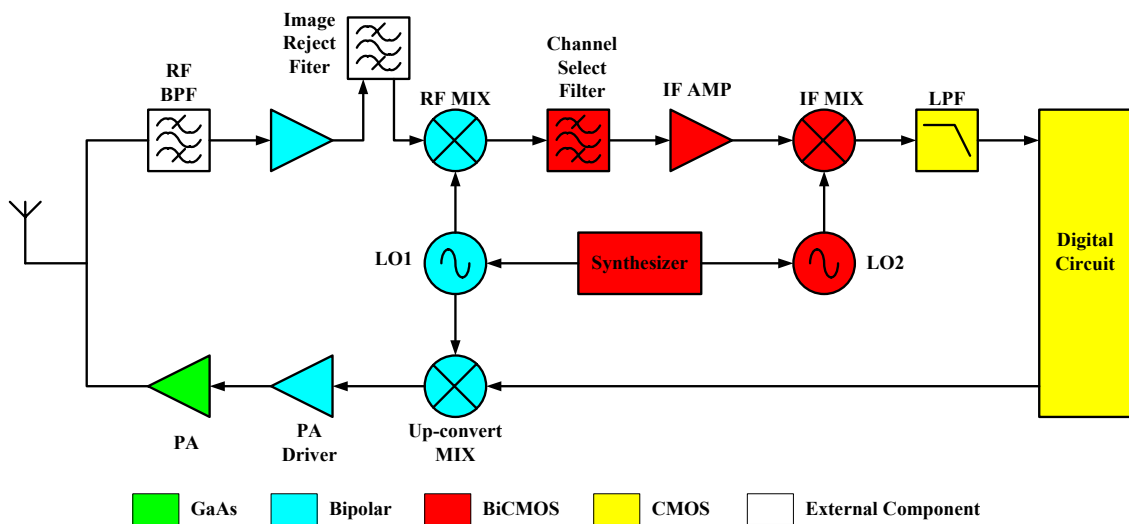 Image
Reject
Fiter
RF
BPF
RF MIX
Channel
Select
Filter
IF AMP
IF MIX
LPF
LO1
Synthesizer
LO2
Digital
Circuit
PA
PA
Driver
Up-convert
MIX
GaAs
Bipolar
BiCMOS
CMOS
External Component